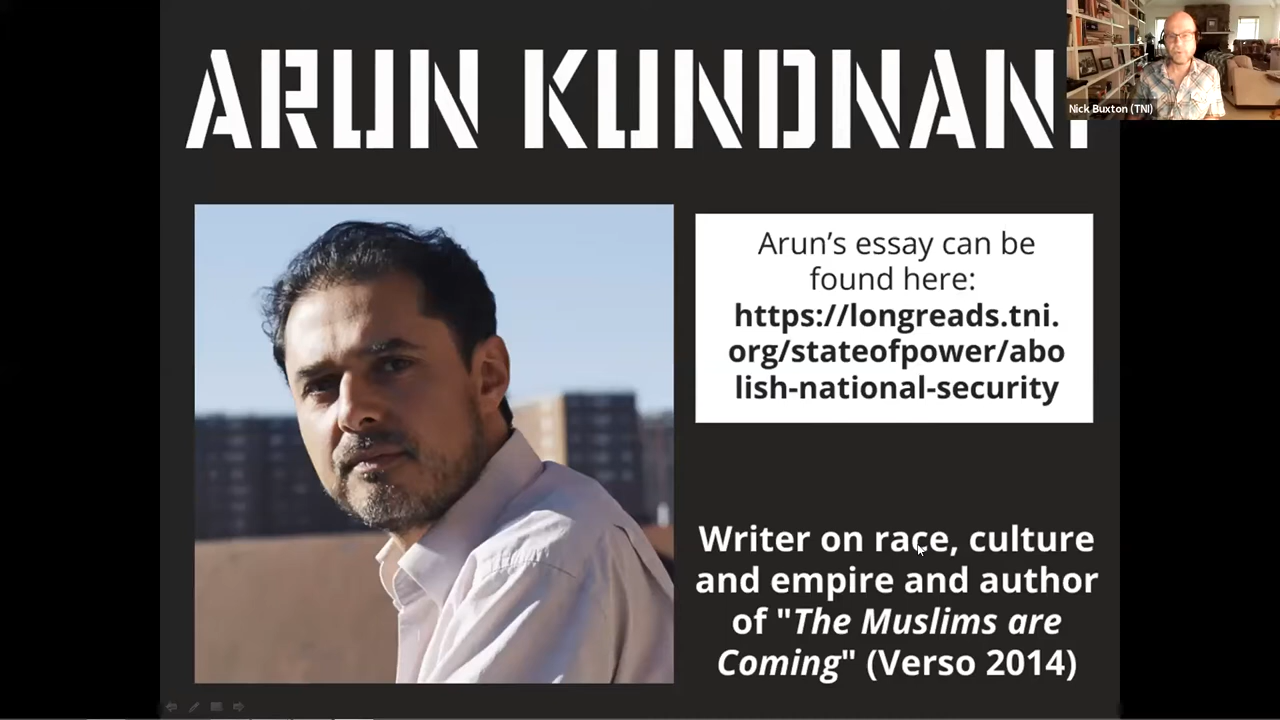 ARUN KUNDNANI
Nick Buxton (TNI)
Arun’s essay can be
found here:
https://longreads.tni.
org/stateofpower/abo
lish-national-security
Writer on race, culture
and empire and author
of "The Muslims are
Coming" (Verso 2014)